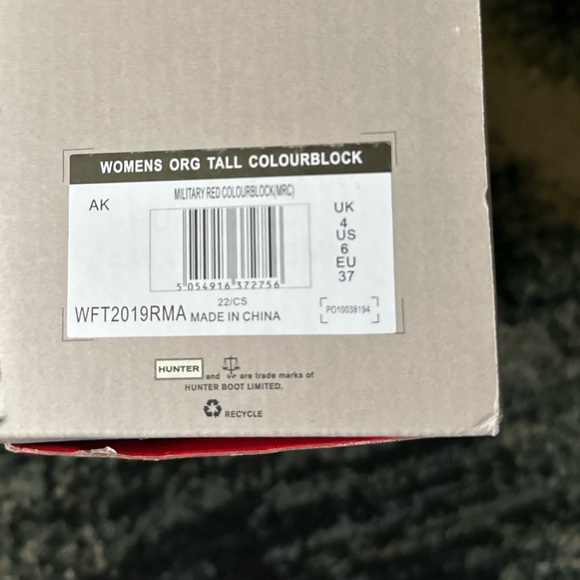 WOMENS ORG TALL COLOURBLOCK
AK
MILITARY RED COLOURBLOCK(MRC)
5 054916 372756
UK
4
US
6
EU
37
22/CS
WFT2019RMA MADE IN CHINA
PO10038194
HUNTER and are trade marks of
HUNTER BOOT LIMITED.
RECYCLE